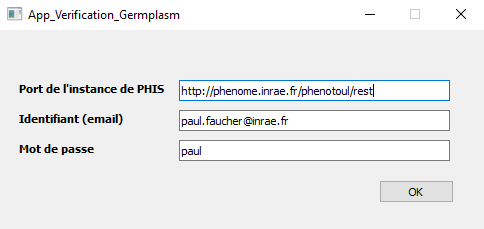 App_Verification_Germplasm
Port de l'instance de PHIS http://phenome.inrae.fr/phenotoul/rest
Identifiant (email) paul.faucher@inrae.fr
Mot de passe paul
OK